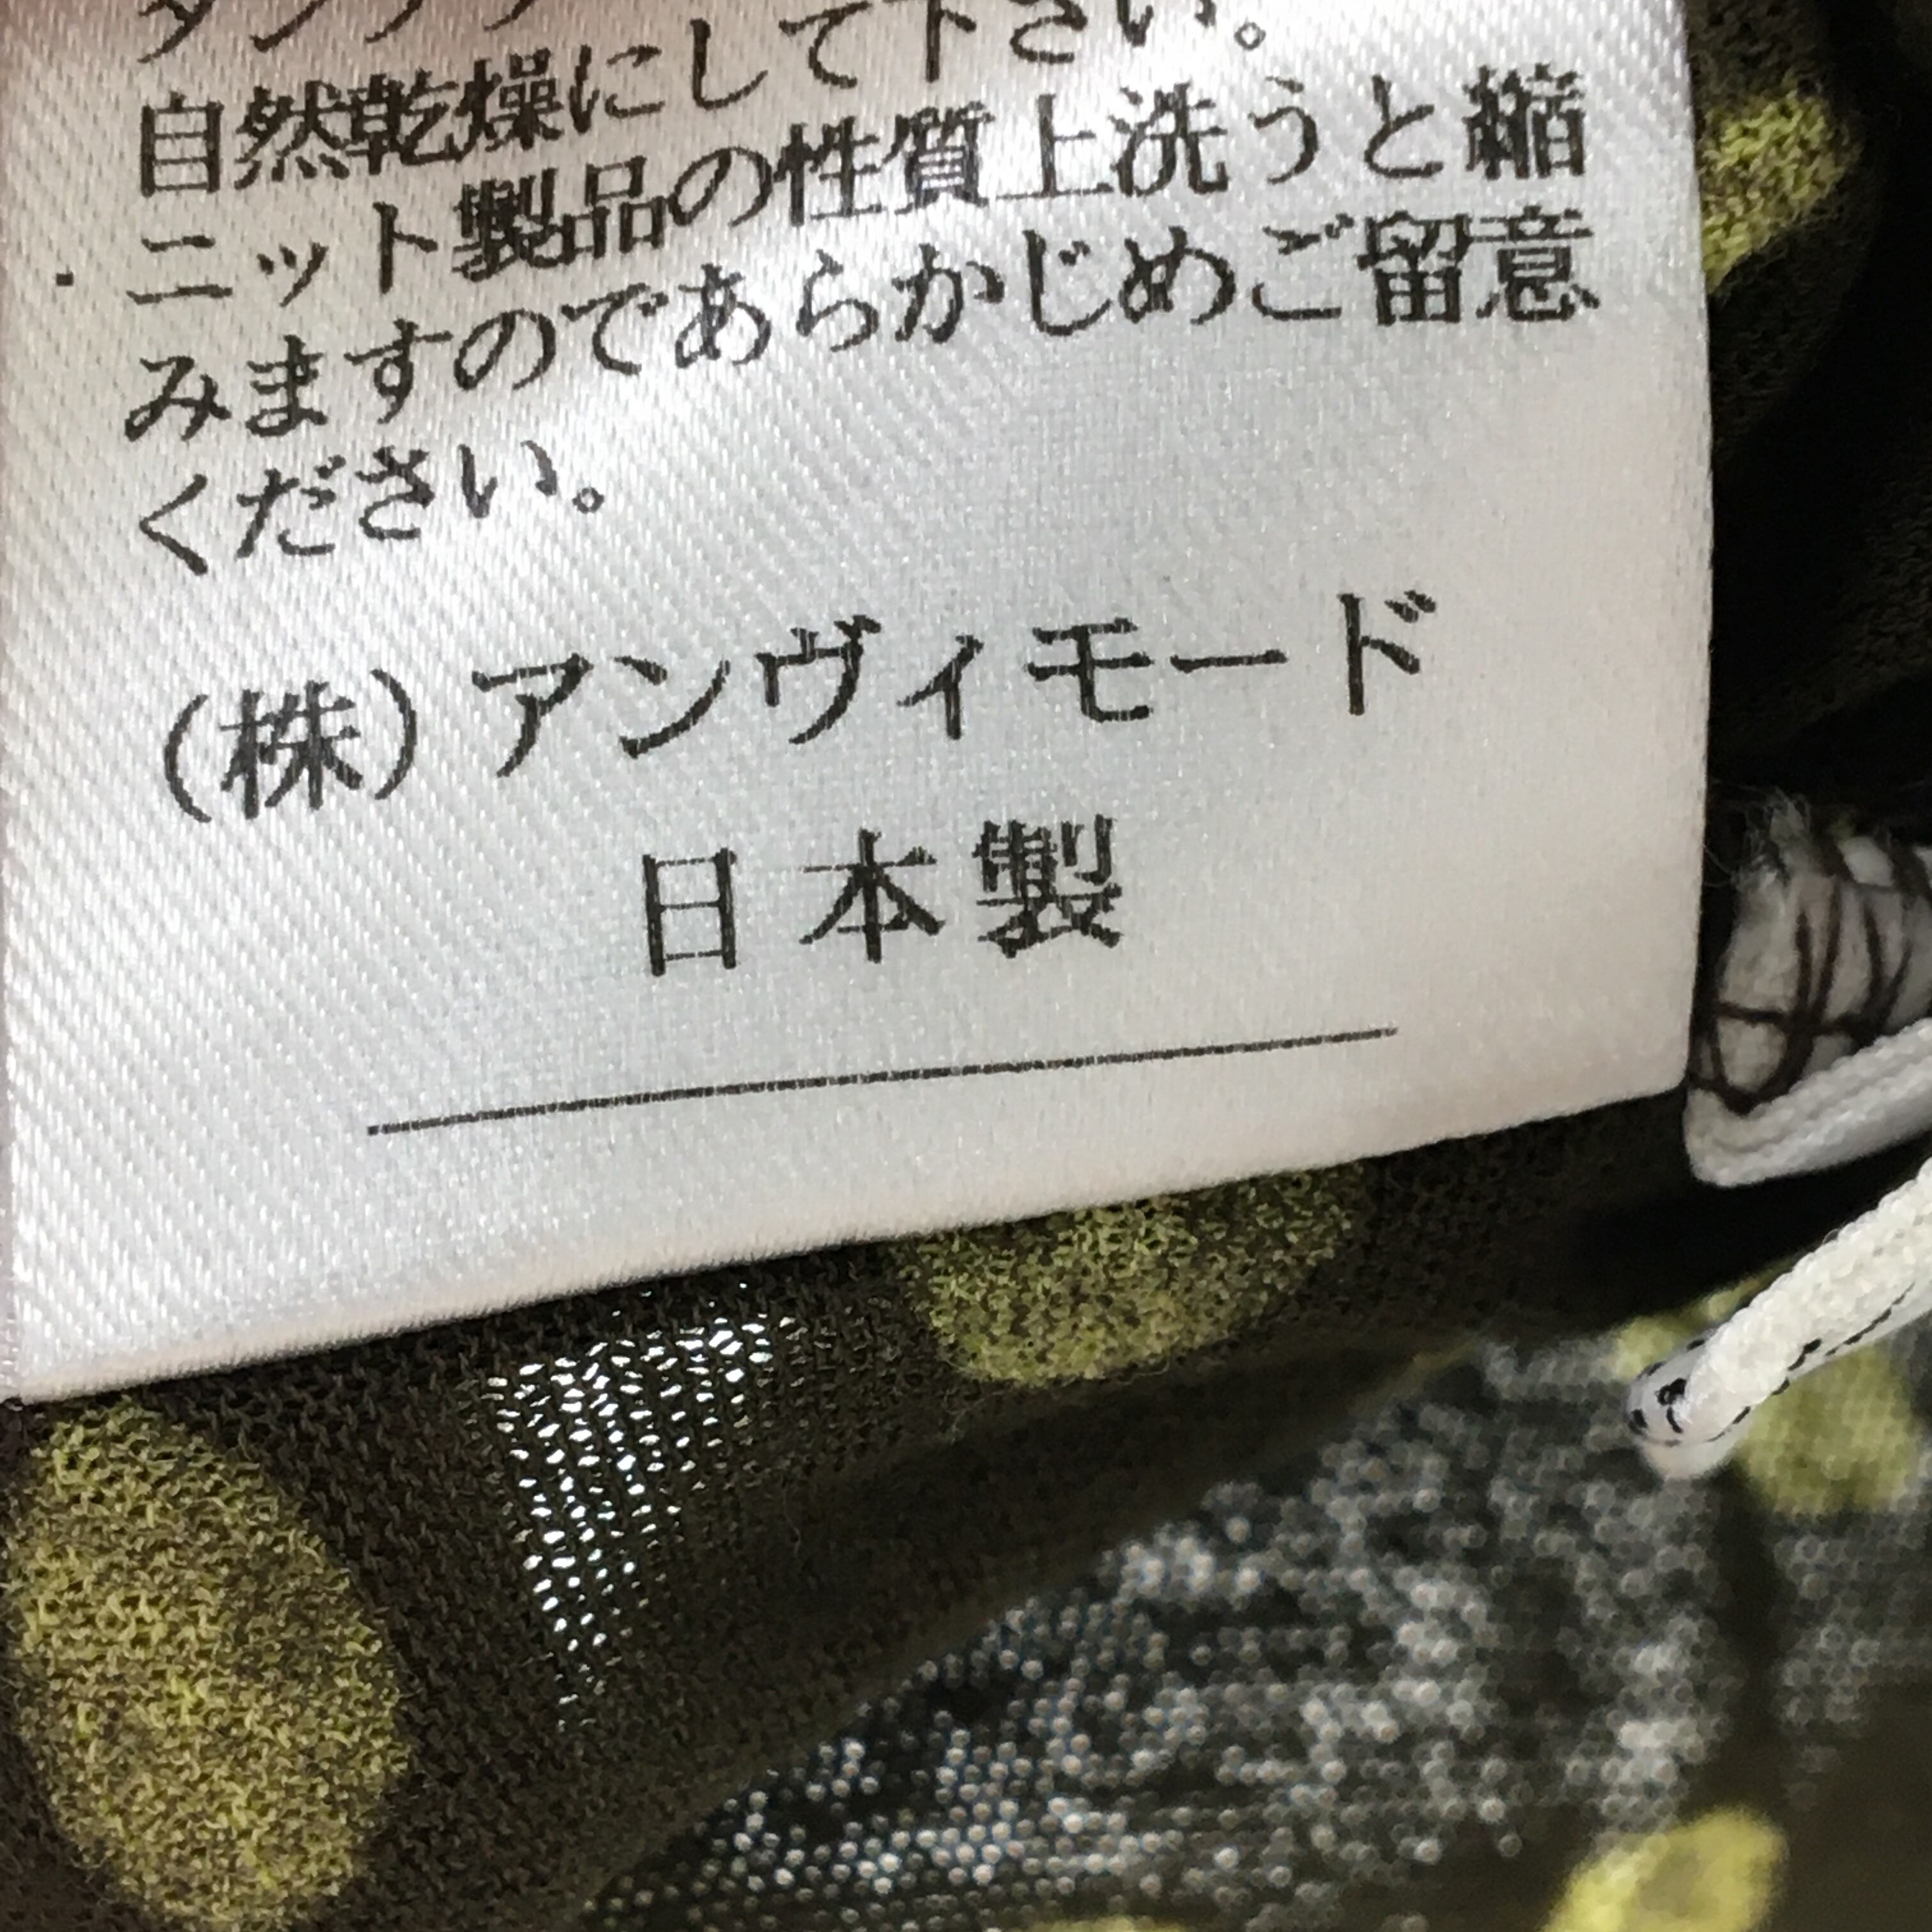 自然乾燥にして下さい。
・ニット製品の性質上洗うと縮
みますのであらかじめご留意
ください。
(株)アンヴィモード
日本製